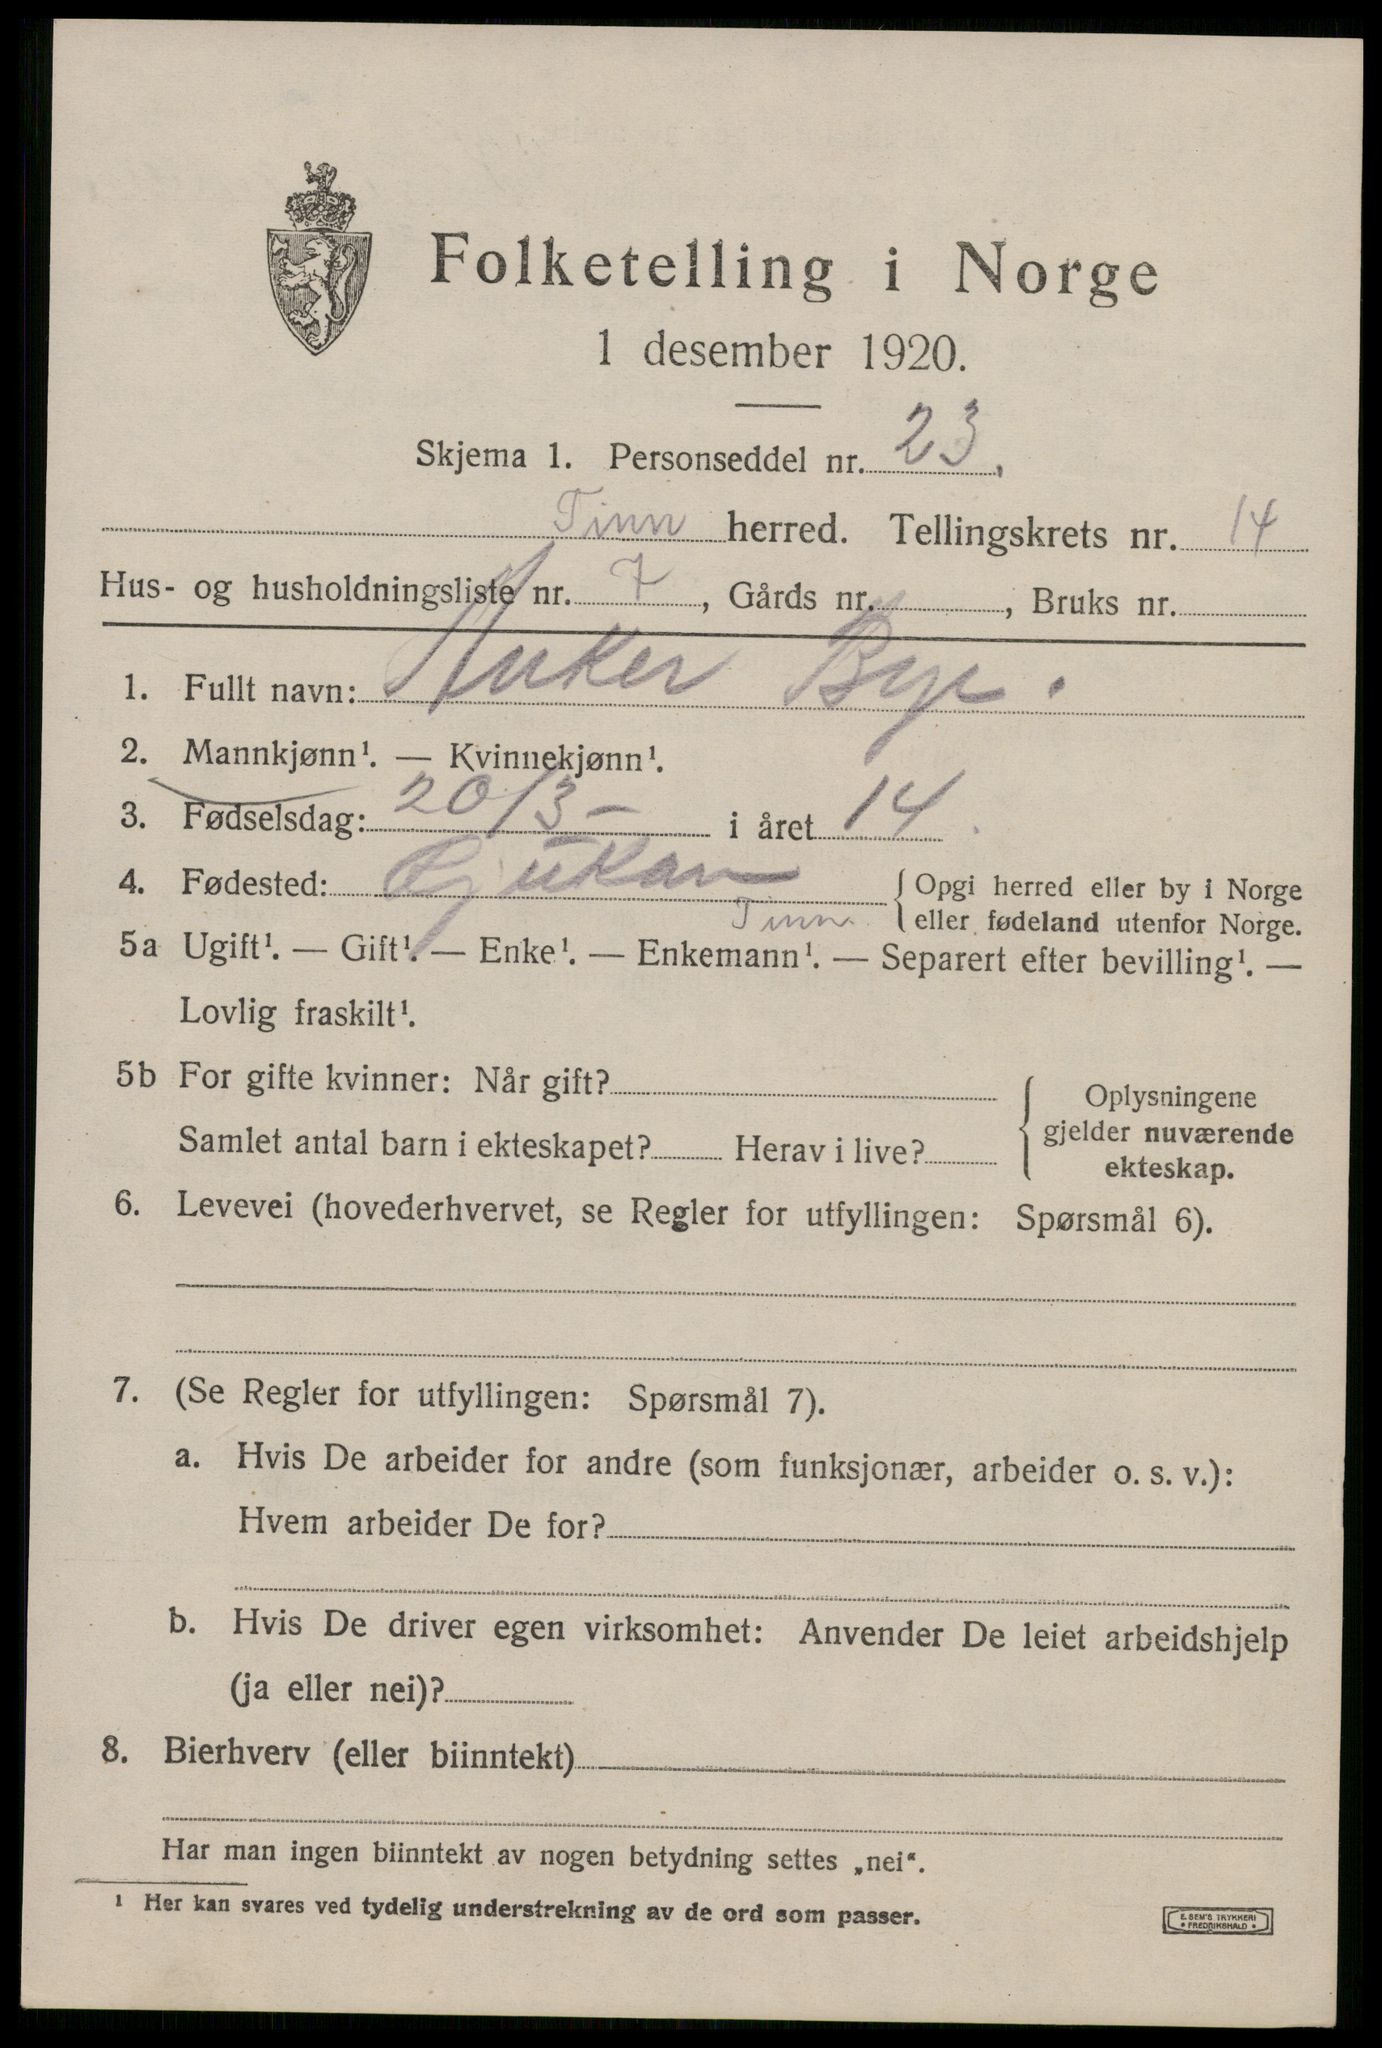 Folketelling i Norge
1 desember 1920.
Skjema 1. Personseddel nr. 23.
Tinn herred. Tellingskrets nr. 14
Hus- og husholdningsliste nr. 7, Gårds nr. , Bruks nr.
1. Fullt navn: Anker Bye.
2. Mannkjønn¹. — Kvinnekjønn¹.
3. Fødselsdag: 20/3 – i året 14.
4. Fødested: Rjukan { Opgi herred eller by i Norge
Tinn. eller fødeland utenfor Norge.
5a Ugift¹. — Gift¹. — Enke¹. — Enkemann¹. — Separert efter bevilling¹. —
Lovlig fraskilt¹.
5b For gifte kvinner: Når gift? { Oplysningene
gjelder nuværende
Samlet antal barn i ekteskapet? Herav i live?
ekteskap.
6. Levevei (hovederhvervet, se Regler for utfyllingen: Spørsmål 6).
7. (Se Regler for utfyllingen: Spørsmål 7).
a. Hvis De arbeider for andre (som funksjonær, arbeider o. s. v.):
Hvem arbeider De for?
b. Hvis De driver egen virksomhet: Anvender De leiet arbeidshjelp
(ja eller nei)?
8. Bierhverv (eller biinntekt)
Har man ingen biinntekt av nogen betydning settes „nei“.
¹ Her kan svares ved tydelig understrekning av de ord som passer.
E. SEM'S TRYKKERI
• FREDRIKSHALD •